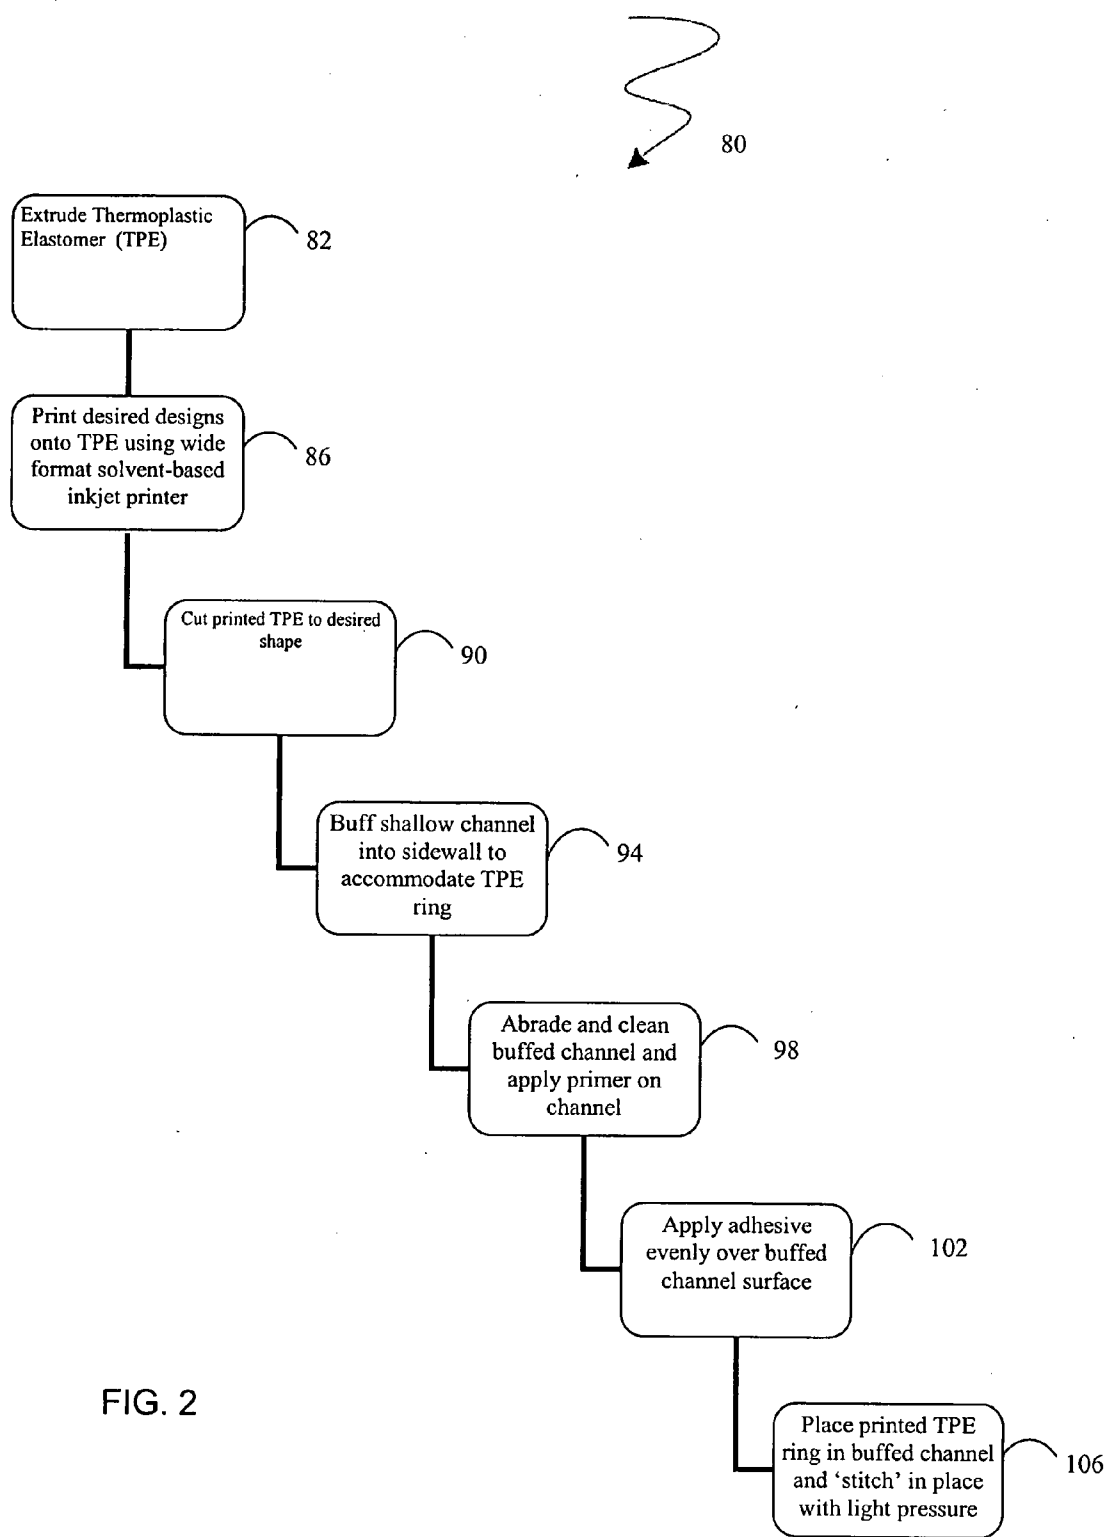 80
Extrude Thermoplastic
Elastomer (TPE)
82
Print desired designs
onto TPE using wide
format solvent-based
inkjet printer
86
Cut printed TPE to desired
shape
90
Buff shallow channel
into sidewall to
accommodate TPE
ring
94
Abrade and clean
buffed channel and
apply primer on
channel
98
Apply adhesive
evenly over buffed
channel surface
102
Place printed TPE
ring in buffed channel
and ‘stitch’ in place
with light pressure
106
FIG. 2